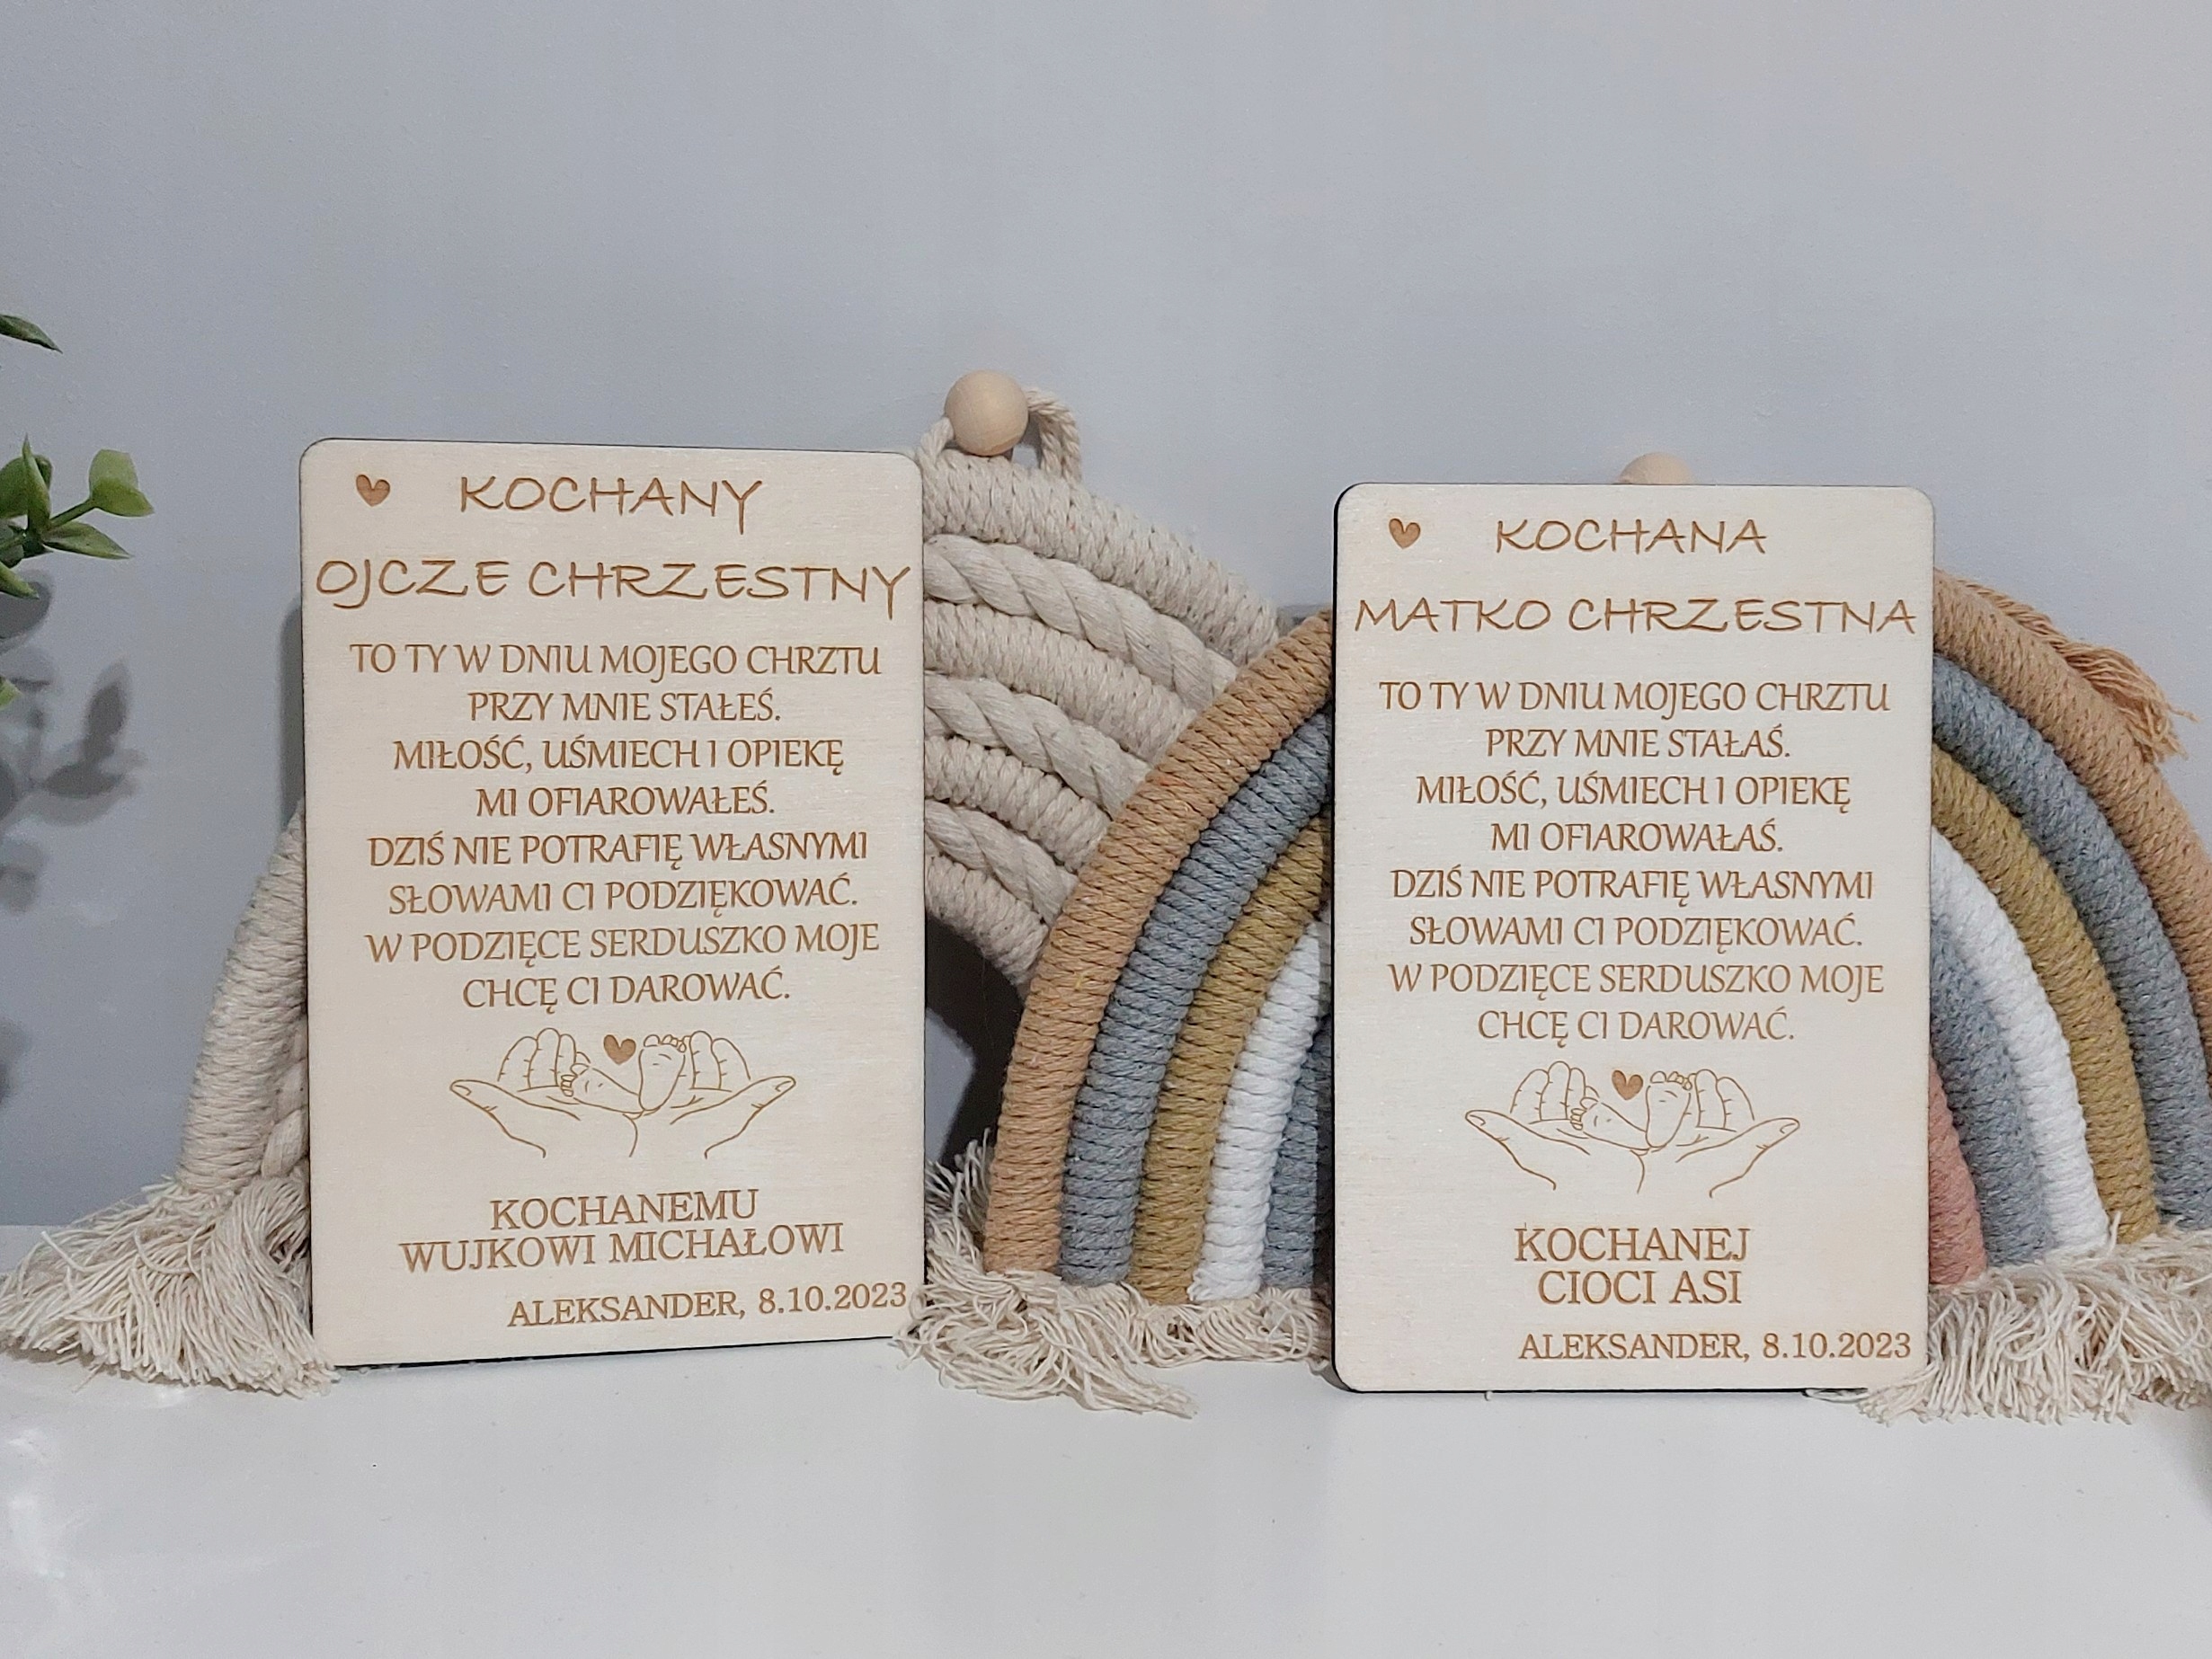 KOCHANY
OJCZE CHRZESTNY
TO TY W DNIU MOJEGO CHRZTU
PRZY MNIE STAŁEŚ.
MIŁOŚĆ, UŚMIECH I OPIEKĘ
MI OFIAROWAŁEŚ.
DZIŚ NIE POTRAFIĘ WŁASNYMI
SŁOWAMI CI PODZIĘKOWAĆ.
W PODZIĘCE SERDUSZKO MOJE
CHCĘ CI DAROWAĆ.
KOCHANEMU
WUJKOWI MICHAŁOWI
ALEKSANDER, 8.10.2023
KOCHANA
MATKO CHRZESTNA
TO TY W DNIU MOJEGO CHRZTU
PRZY MNIE STAŁAŚ.
MIŁOŚĆ, UŚMIECH I OPIEKĘ
MI OFIAROWAŁAŚ.
DZIŚ NIE POTRAFIĘ WŁASNYMI
SŁOWAMI CI PODZIĘKOWAĆ.
W PODZIĘCE SERDUSZKO MOJE
CHCĘ CI DAROWAĆ.
KOCHANEJ
CIOCI ASI
ALEKSANDER, 8.10.2023